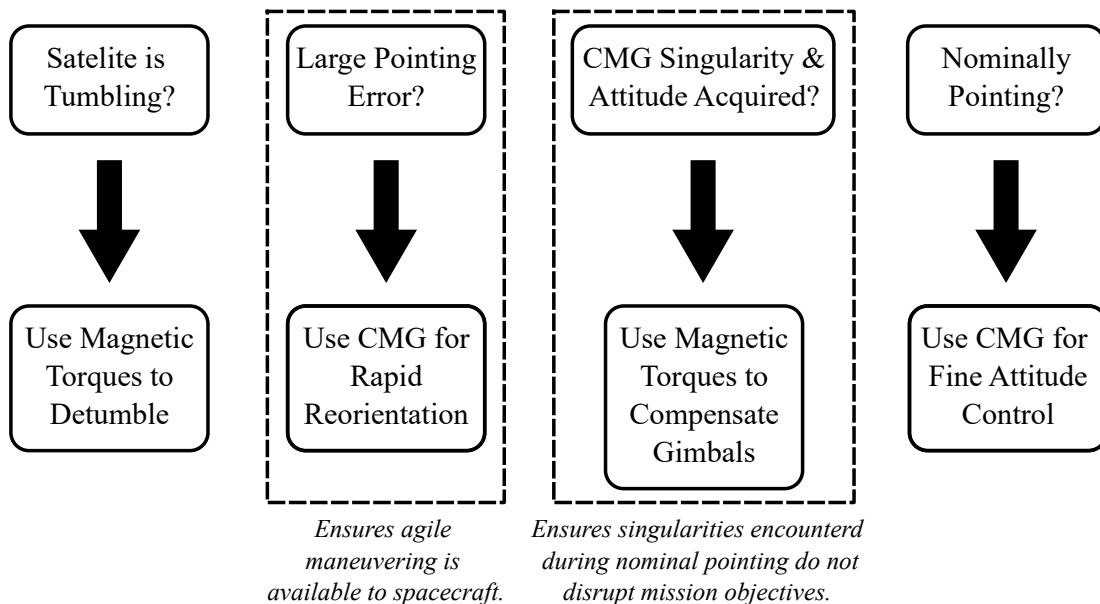 Satelite is
Tumbling?
Large Pointing
Error?
CMG Singularity &
Attitude Acquired?
Nominally
Pointing?
Use Magnetic
Torques to
Detumble
Use CMG for
Rapid
Reorientation
Use Magnetic
Torques to
Compensate
Gimbals
Use CMG for
Fine Attitude
Control
Ensures agile
maneuvering is
available to spacecraft.
Ensures singularities encounterd
during nominal pointing do not
disrupt mission objectives.